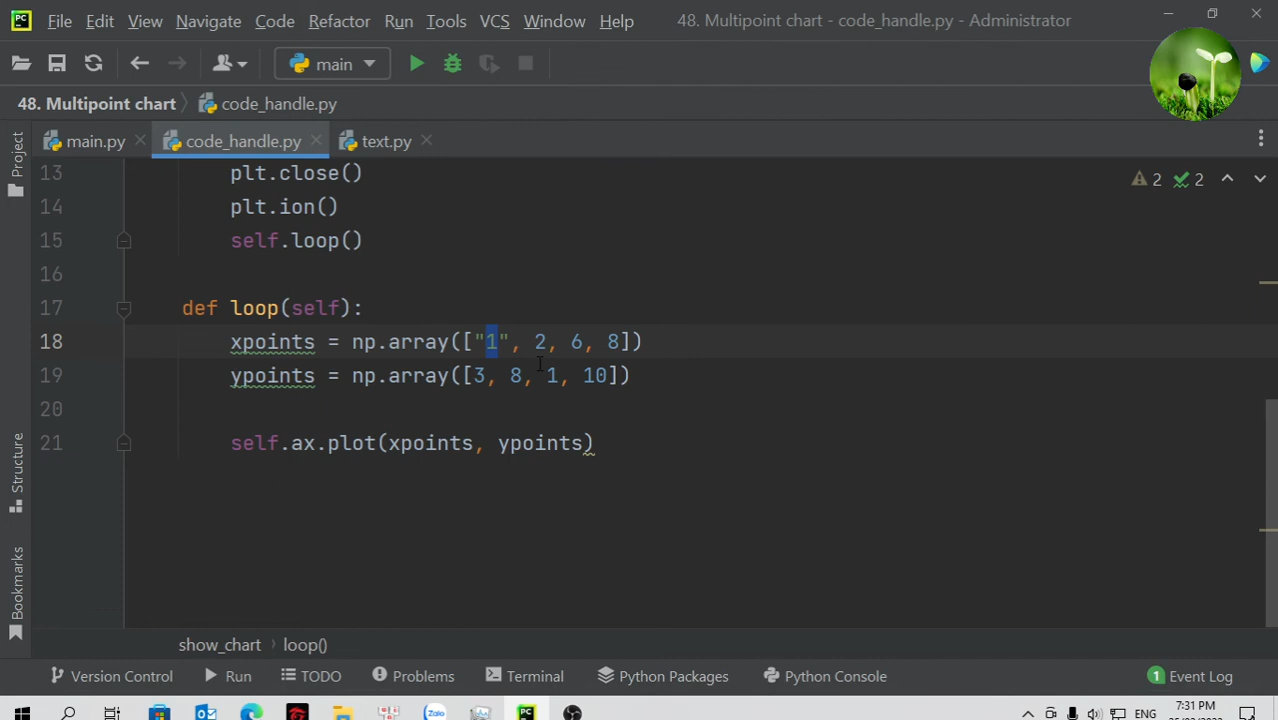 File Edit View Navigate Code Refactor Run Tools VCS Window Help 48. Multipoint chart - code_handle.py - Administrator
main
48. Multipoint chart code_handle.py
main.py code_handle.py text.py
Project
13 plt.close()
2 2
14 plt.ion()
15 self.loop()
16
17 def loop(self):
18 xpoints = np.array(["1", 2, 6, 8])
19 ypoints = np.array([3, 8, 1, 10])
20
21 self.ax.plot(xpoints, ypoints)
Structure
Bookmarks
show_chart loop()
Version Control Run TODO Problems Terminal Python Packages Python Console 1 Event Log
Zalo PC ENG 7:31 PM